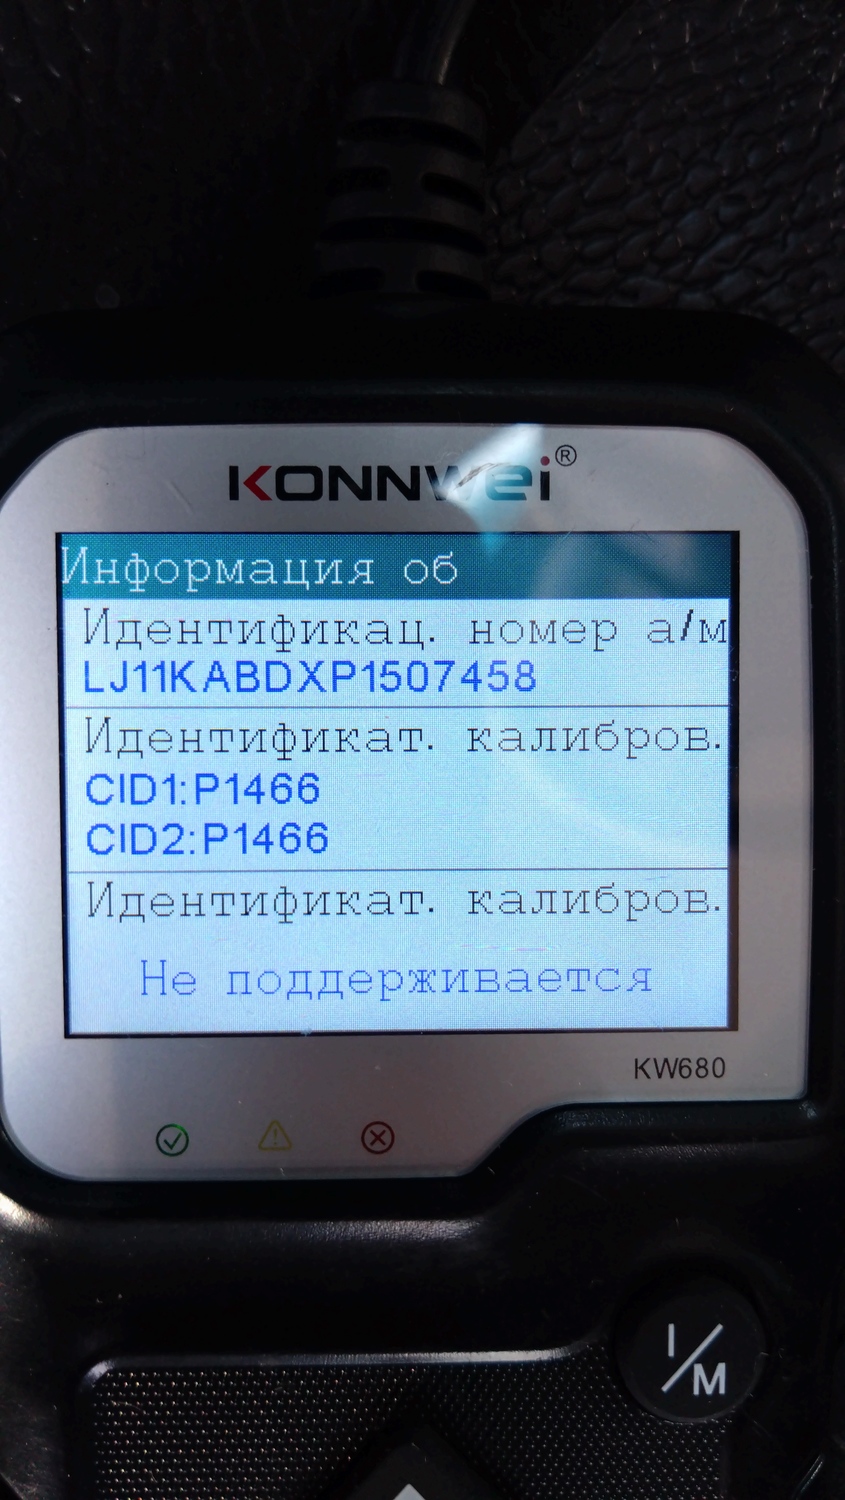 KONNWei®
Информация об
Идентификац. номер а/м
LJ11KABDXP1507458
Идентификат. калибров.
CID1:P1466
CID2:P1466
Идентификат. калибров.
Не поддерживается
KW680
I/M